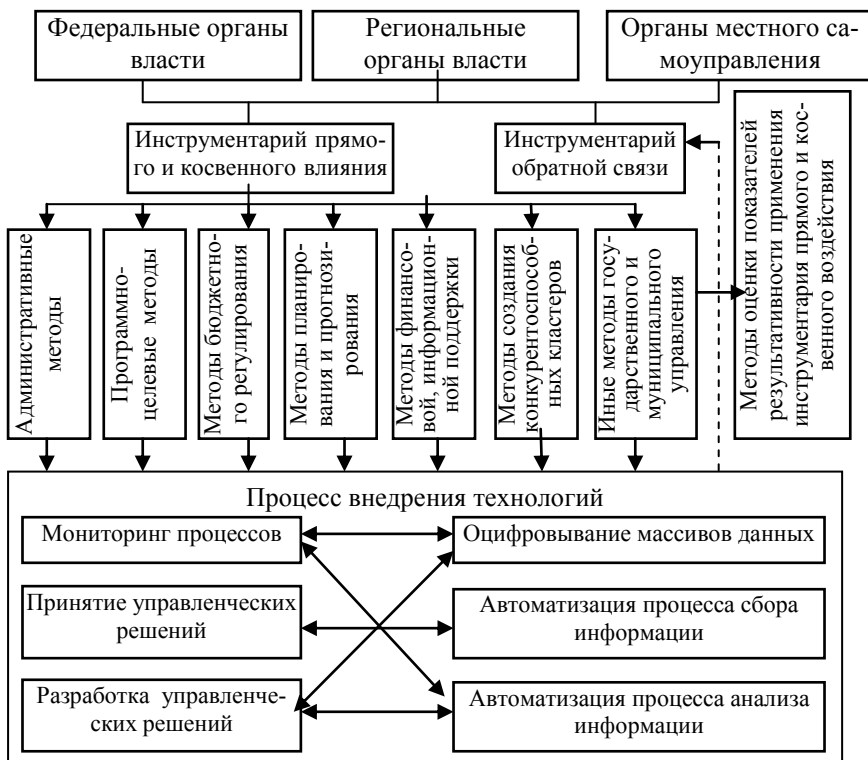 Федеральные органы
власти
Региональные
органы власти
Органы местного са-
моуправления
Инструментарий прямо-
го и косвенного влияния
Инструментарий
обратной связи
Административные
методы
Программно-
целевые методы
Методы бюджетно-
го регулирования
Методы планиро-
вания и прогнози-
рования
Методы финансо-
вой, информацион-
ной поддержки
Методы создания
конкурентоспособ-
ных кластеров
Иные методы госу-
дарственного и
муниципального
управления
Методы оценки показателей
результативности применения
инструментария прямого и кос-
венного воздействия
Процесс внедрения технологий
Мониторинг процессов
Оцифровывание массивов данных
Принятие управленческих
решений
Автоматизация процесса сбора
информации
Разработка управленче-
ских решений
Автоматизация процесса анализа
информации